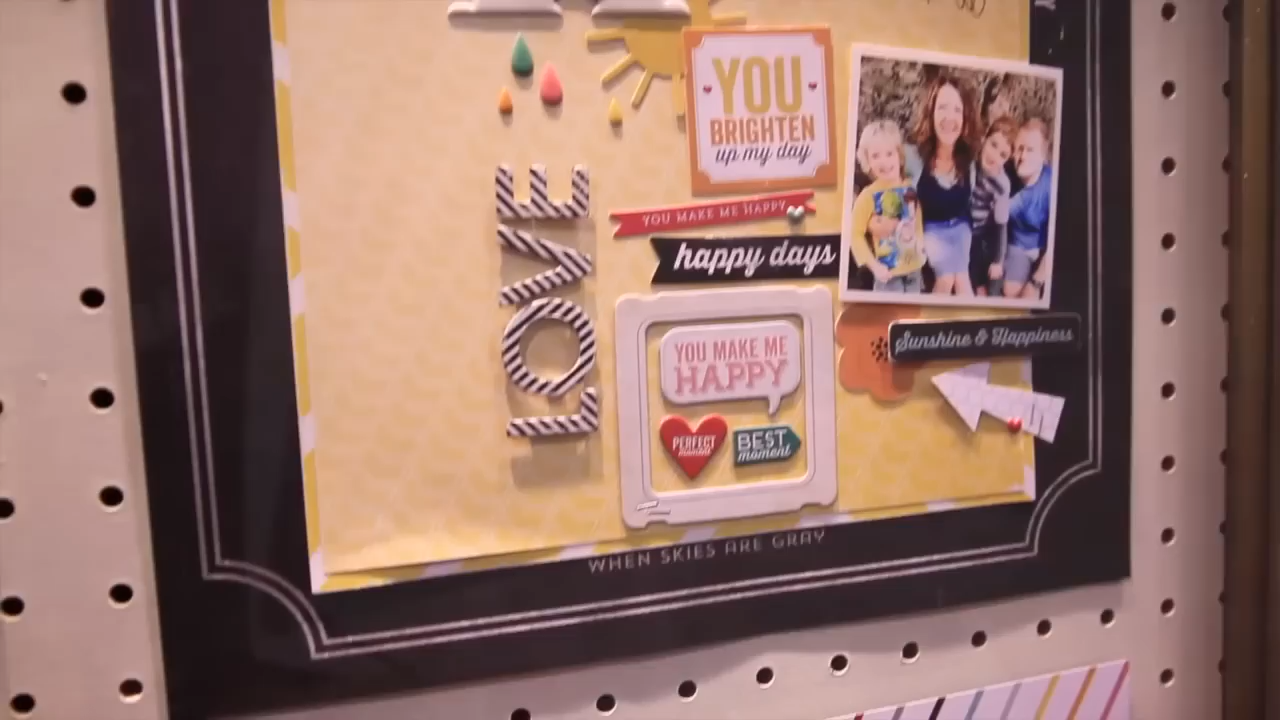 YOU
BRIGHTEN
up my day
YOU MAKE ME HAPPY
happy days
LOVE
YOU MAKE ME
HAPPY
PERFECT
moment
BEST
moment
Sunshine & Happiness
WHEN SKIES ARE GRAY